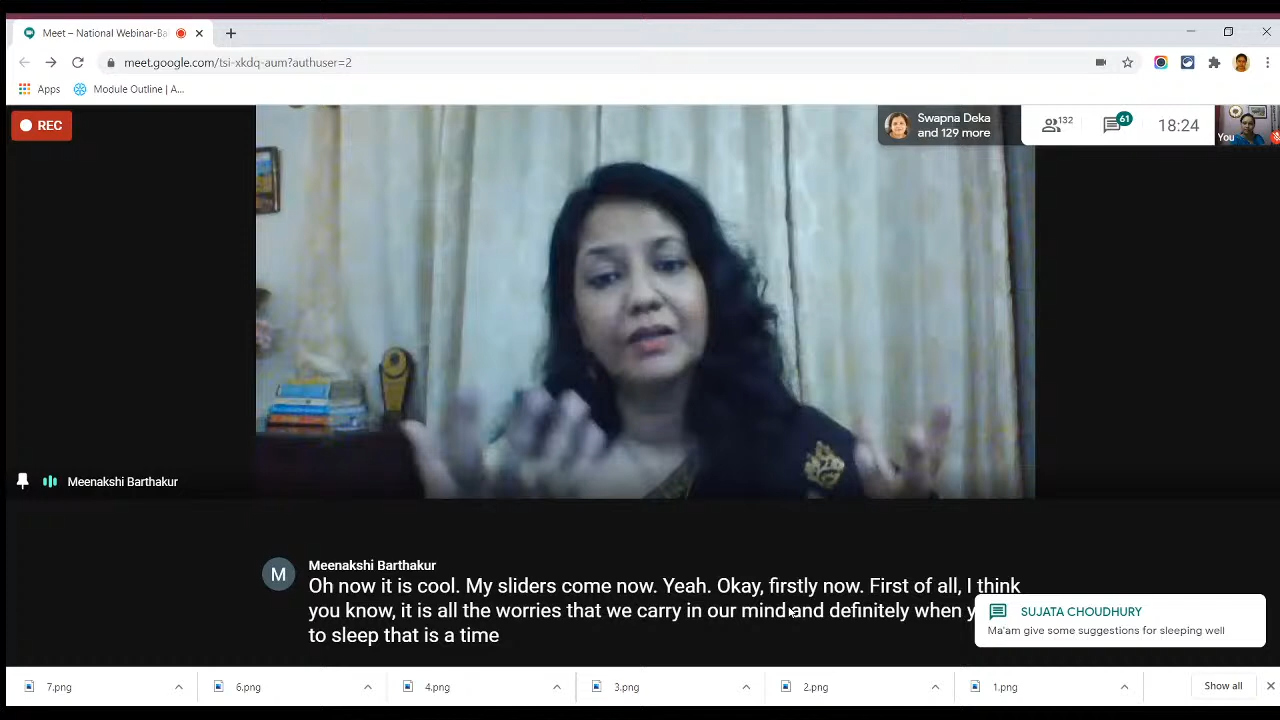 Meet – National Webinar-Ba
meet.google.com/tsi-xkdq-aum?authuser=2
Apps
Module Outline | A...
REC
Swapna Deka
and 129 more
132
61
18:24
You
Meenakshi Barthakur
M
Meenakshi Barthakur
Oh now it is cool. My sliders come now. Yeah. Okay, firstly now. First of all, I think
you know, it is all the worries that we carry in our mind and definitely when
to sleep that is a time
SUJATA CHOUDHURY
Ma'am give some suggestions for sleeping well
7.png
6.png
4.png
3.png
2.png
1.png
Show all